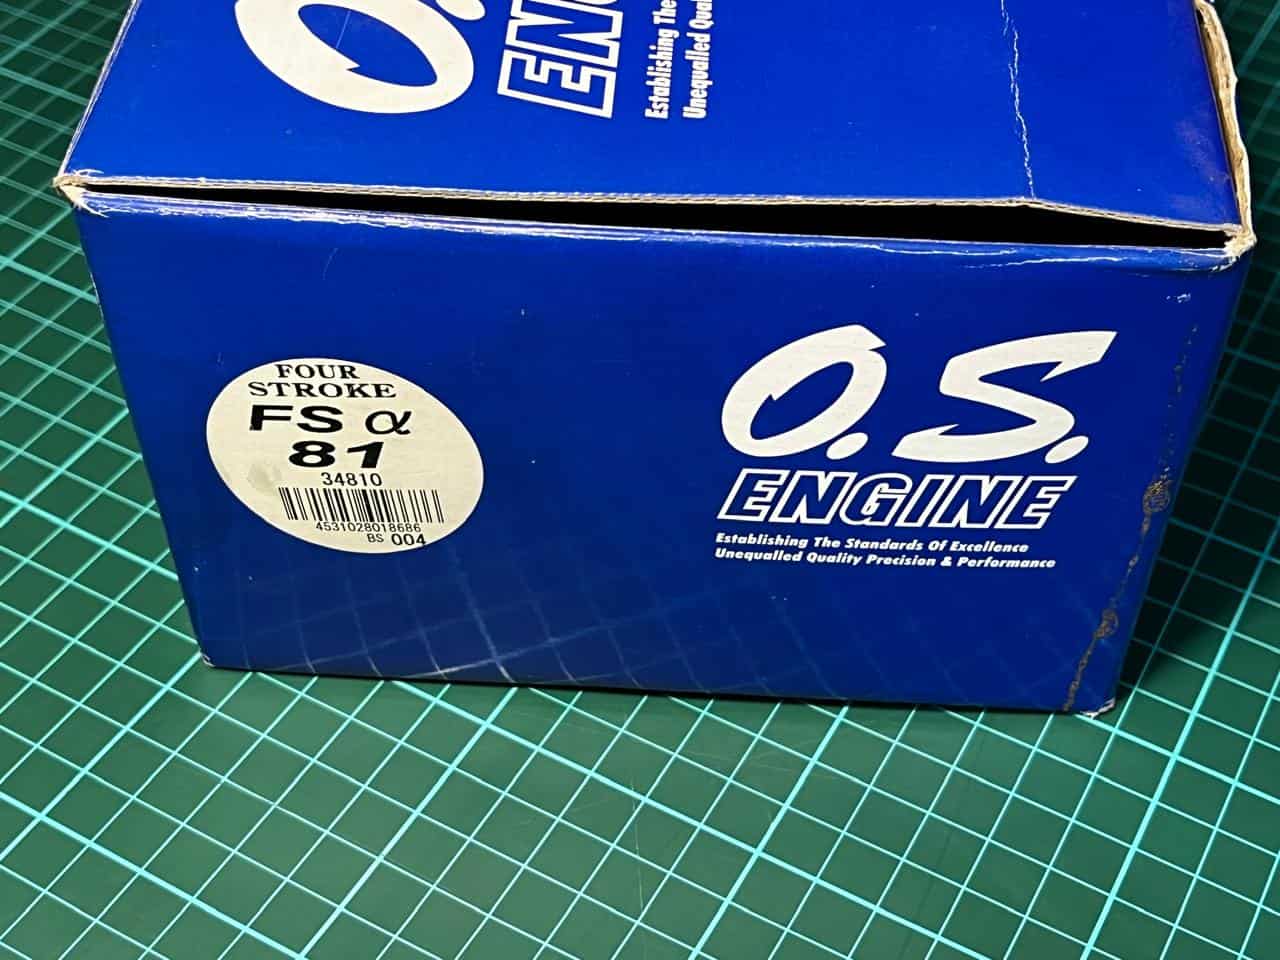 O.
ENG
Establishing The
Unequalled Qual
FOUR
STROKE
FS α
81
34810
4531028018686
BS 004
O.S.
ENGINE
Establishing The Standards Of Excellence
Unequalled Quality Precision & Performance